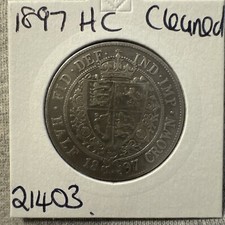 1897 HC Cleaned
FID. DEF. IND. IMP.
HALF 18 97 CROWN
21403.